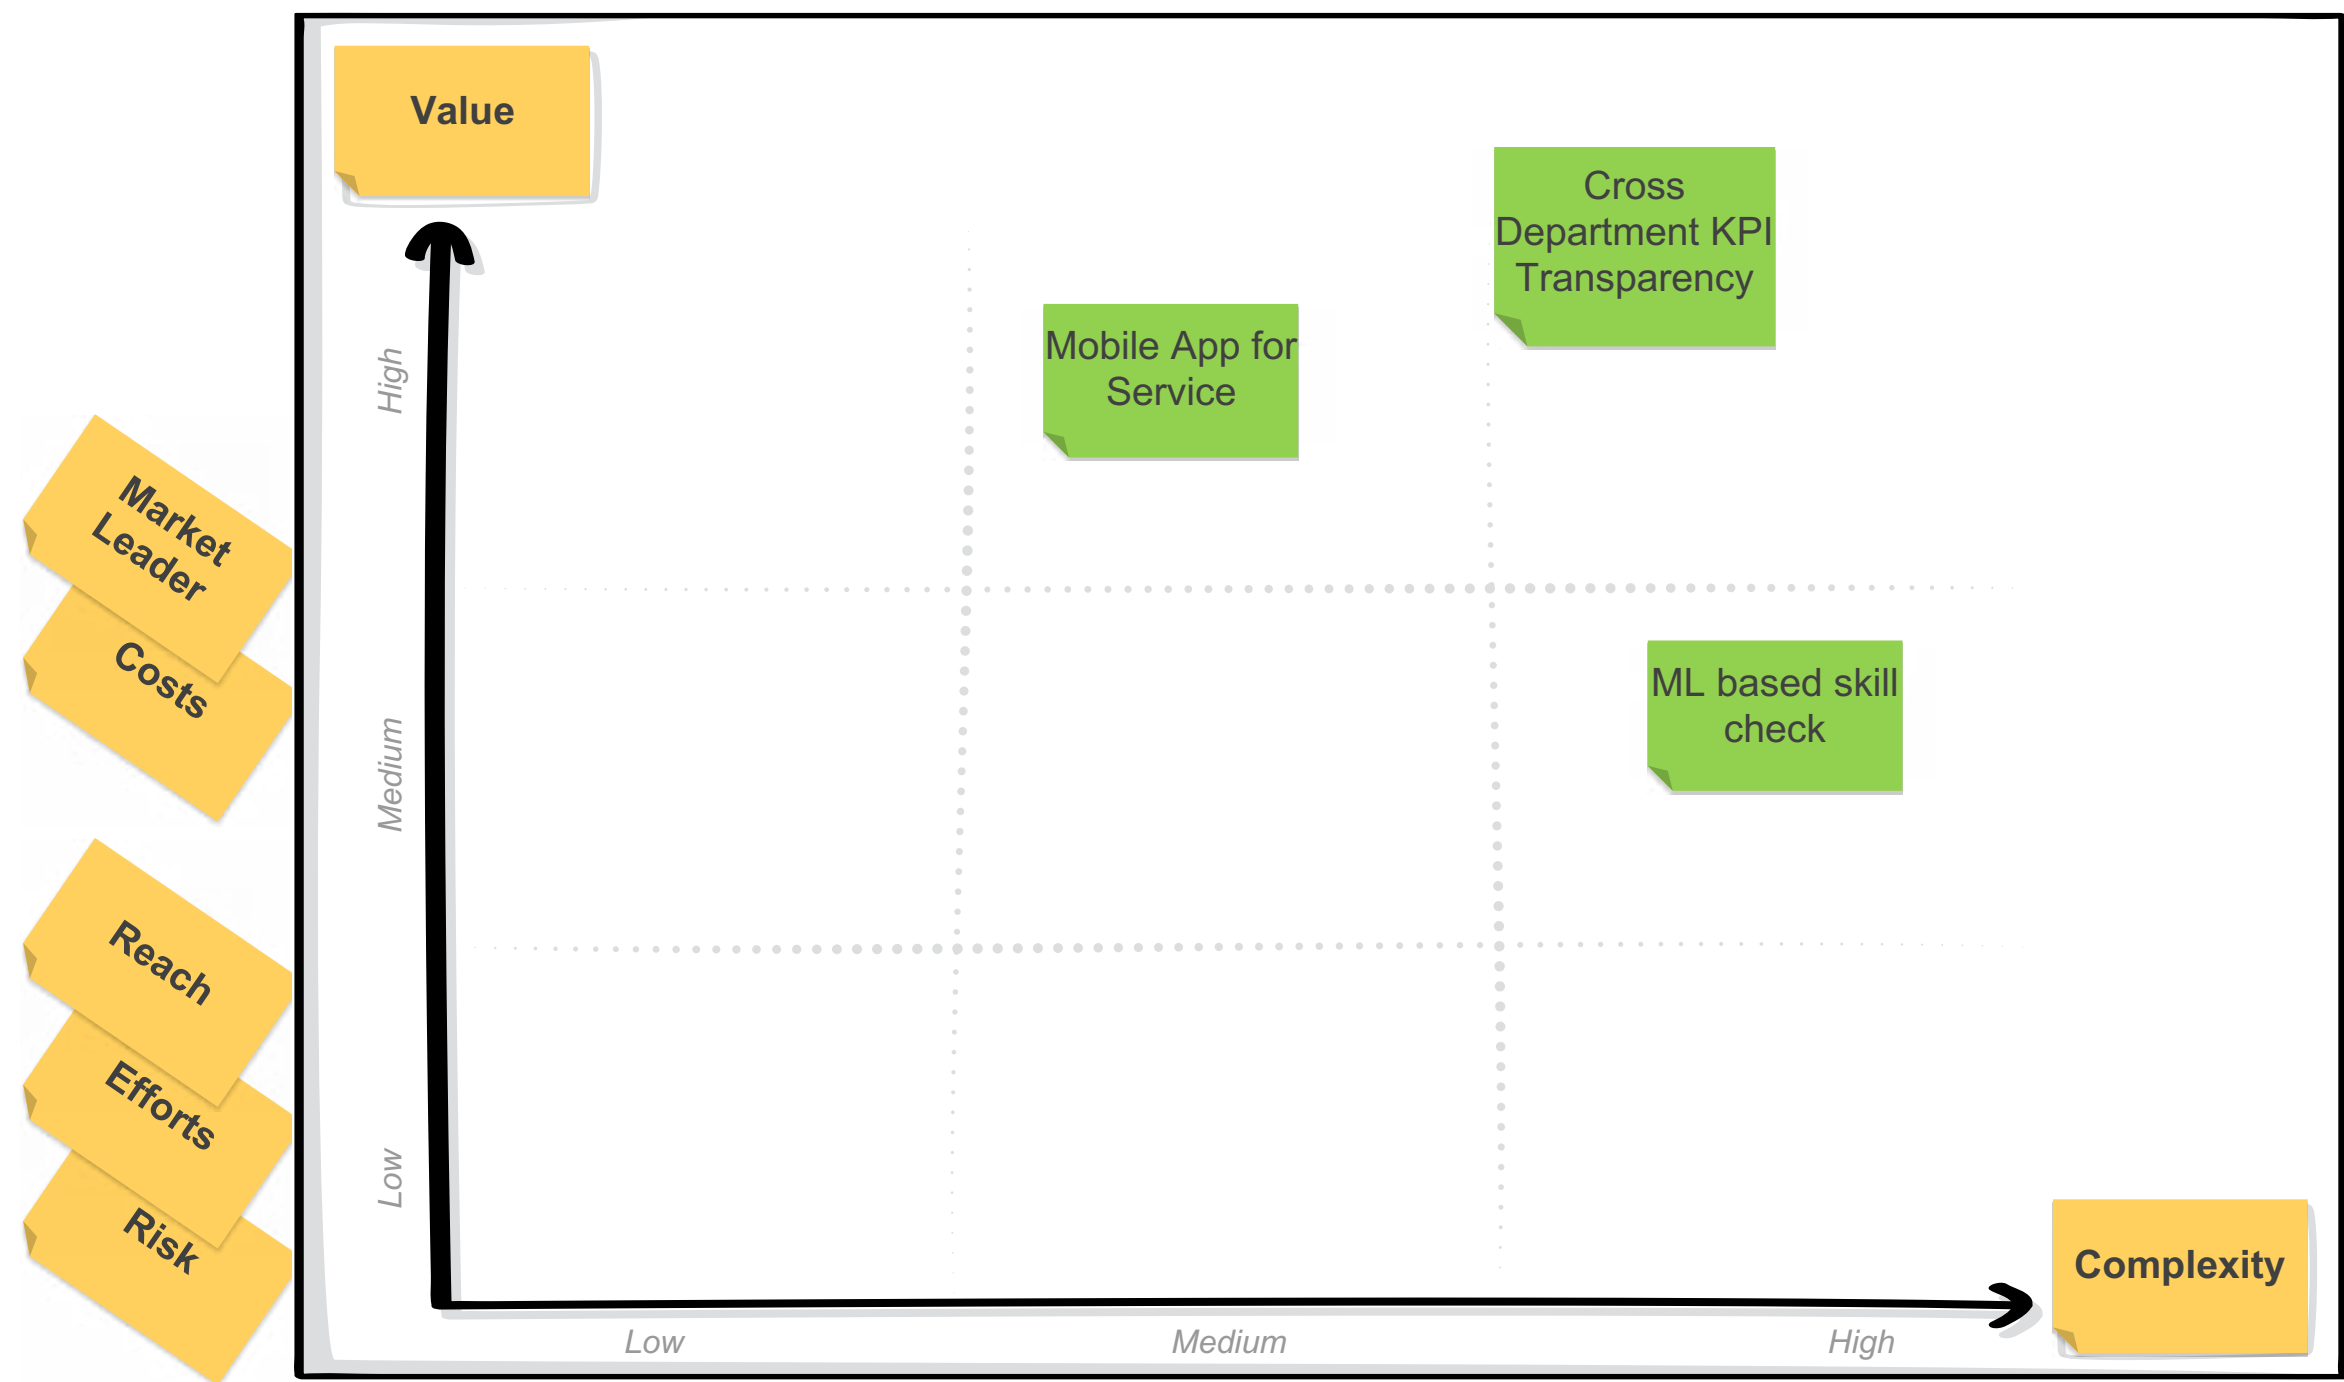 Value
Cross
Department KPI
Transparency
Mobile App for
Service
High
Market
Leader
Costs
ML based skill
check
Medium
Reach
Efforts
Risk
Low
Complexity
Low
Medium
High